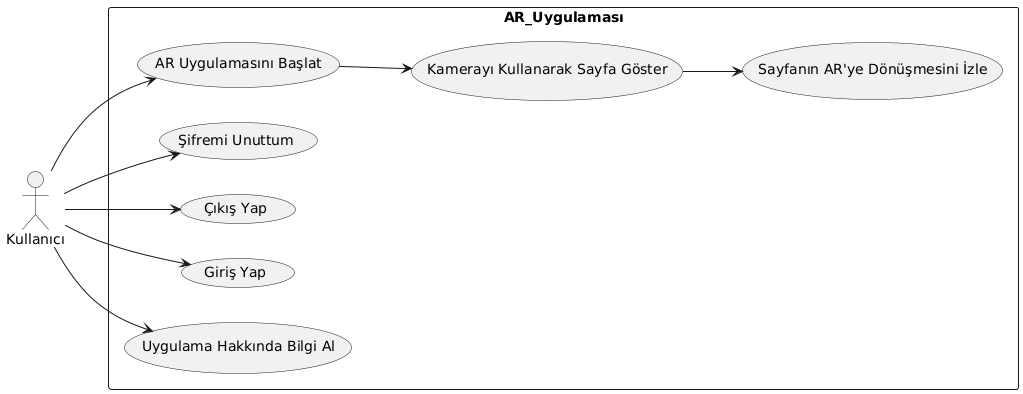 AR_Uygulaması
AR Uygulamasını Başlat
Kamerayı Kullanarak Sayfa Göster
Sayfanın AR'ye Dönüşmesini İzle
Şifremi Unuttum
Çıkış Yap
Kullanıcı
Giriş Yap
Uygulama Hakkında Bilgi Al